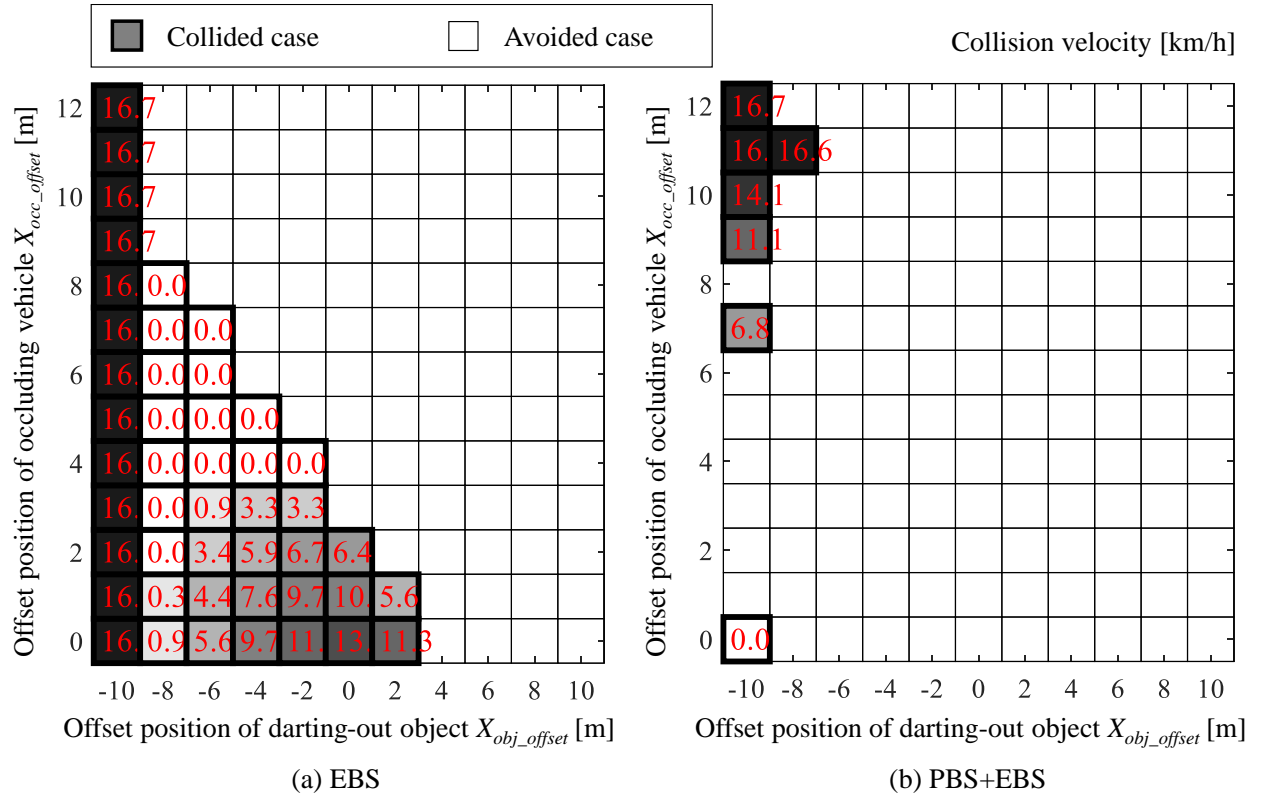 Collided case Avoided case Collision velocity [km/h]
Offset position of occluding vehicle X_occ_offset [m]
12 16.7
16.7
10 16.7
16.7
8 16. 0.0
16. 0.0 0.0
6 16. 0.0 0.0
16. 0.0 0.0 0.0
4 16. 0.0 0.0 0.0 0.0
16. 0.0 0.9 3.3 3.3
2 16. 0.0 3.4 5.9 6.7 6.4
16. 0.3 4.4 7.6 9.7 10. 5.6
0 16. 0.9 5.6 9.7 11. 13. 11.3
-10 -8 -6 -4 -2 0 2 4 6 8 10
Offset position of darting-out object X_obj_offset [m]
(a) EBS
Offset position of occluding vehicle X_occ_offset [m]
12 16.7
16. 16.6
10 14.1
11.1
8
6.8
6
4
2
0 0.0
-10 -8 -6 -4 -2 0 2 4 6 8 10
Offset position of darting-out object X_obj_offset [m]
(b) PBS+EBS